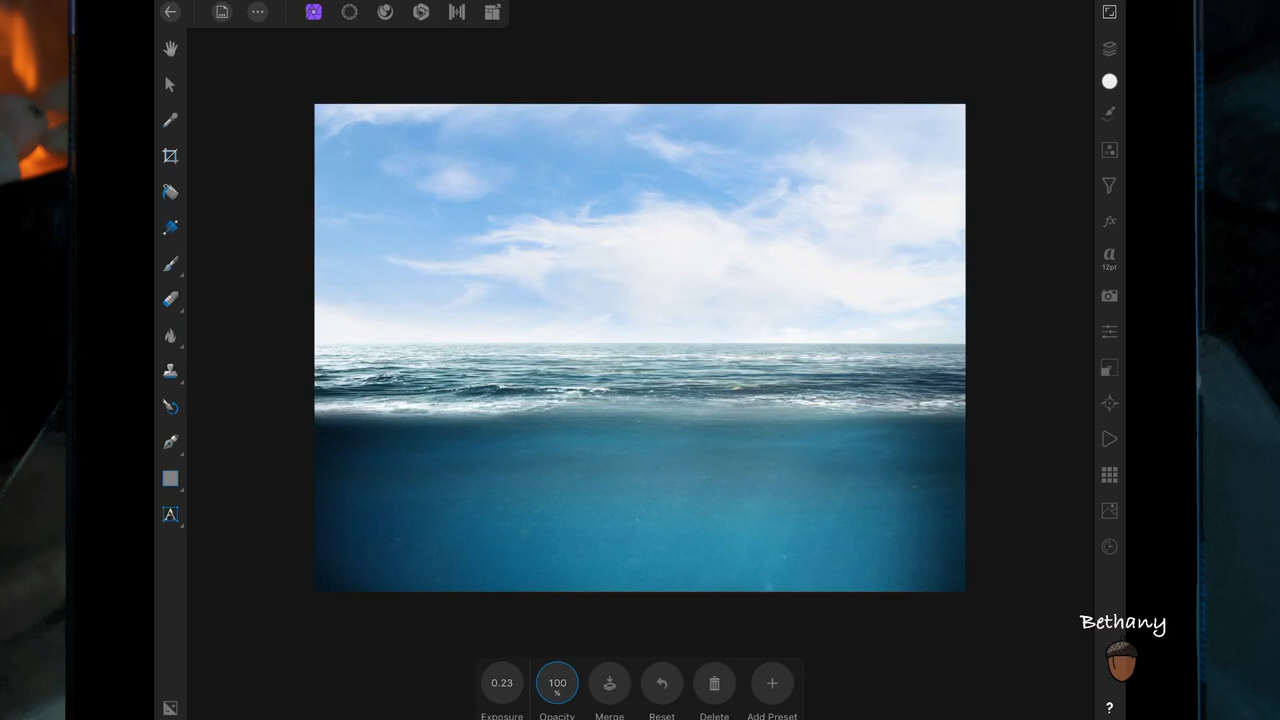 a
12pt
A
Bethany
0.23
100
%
Exposure
Opacity
Merge
Reset
Delete
Add Preset
?